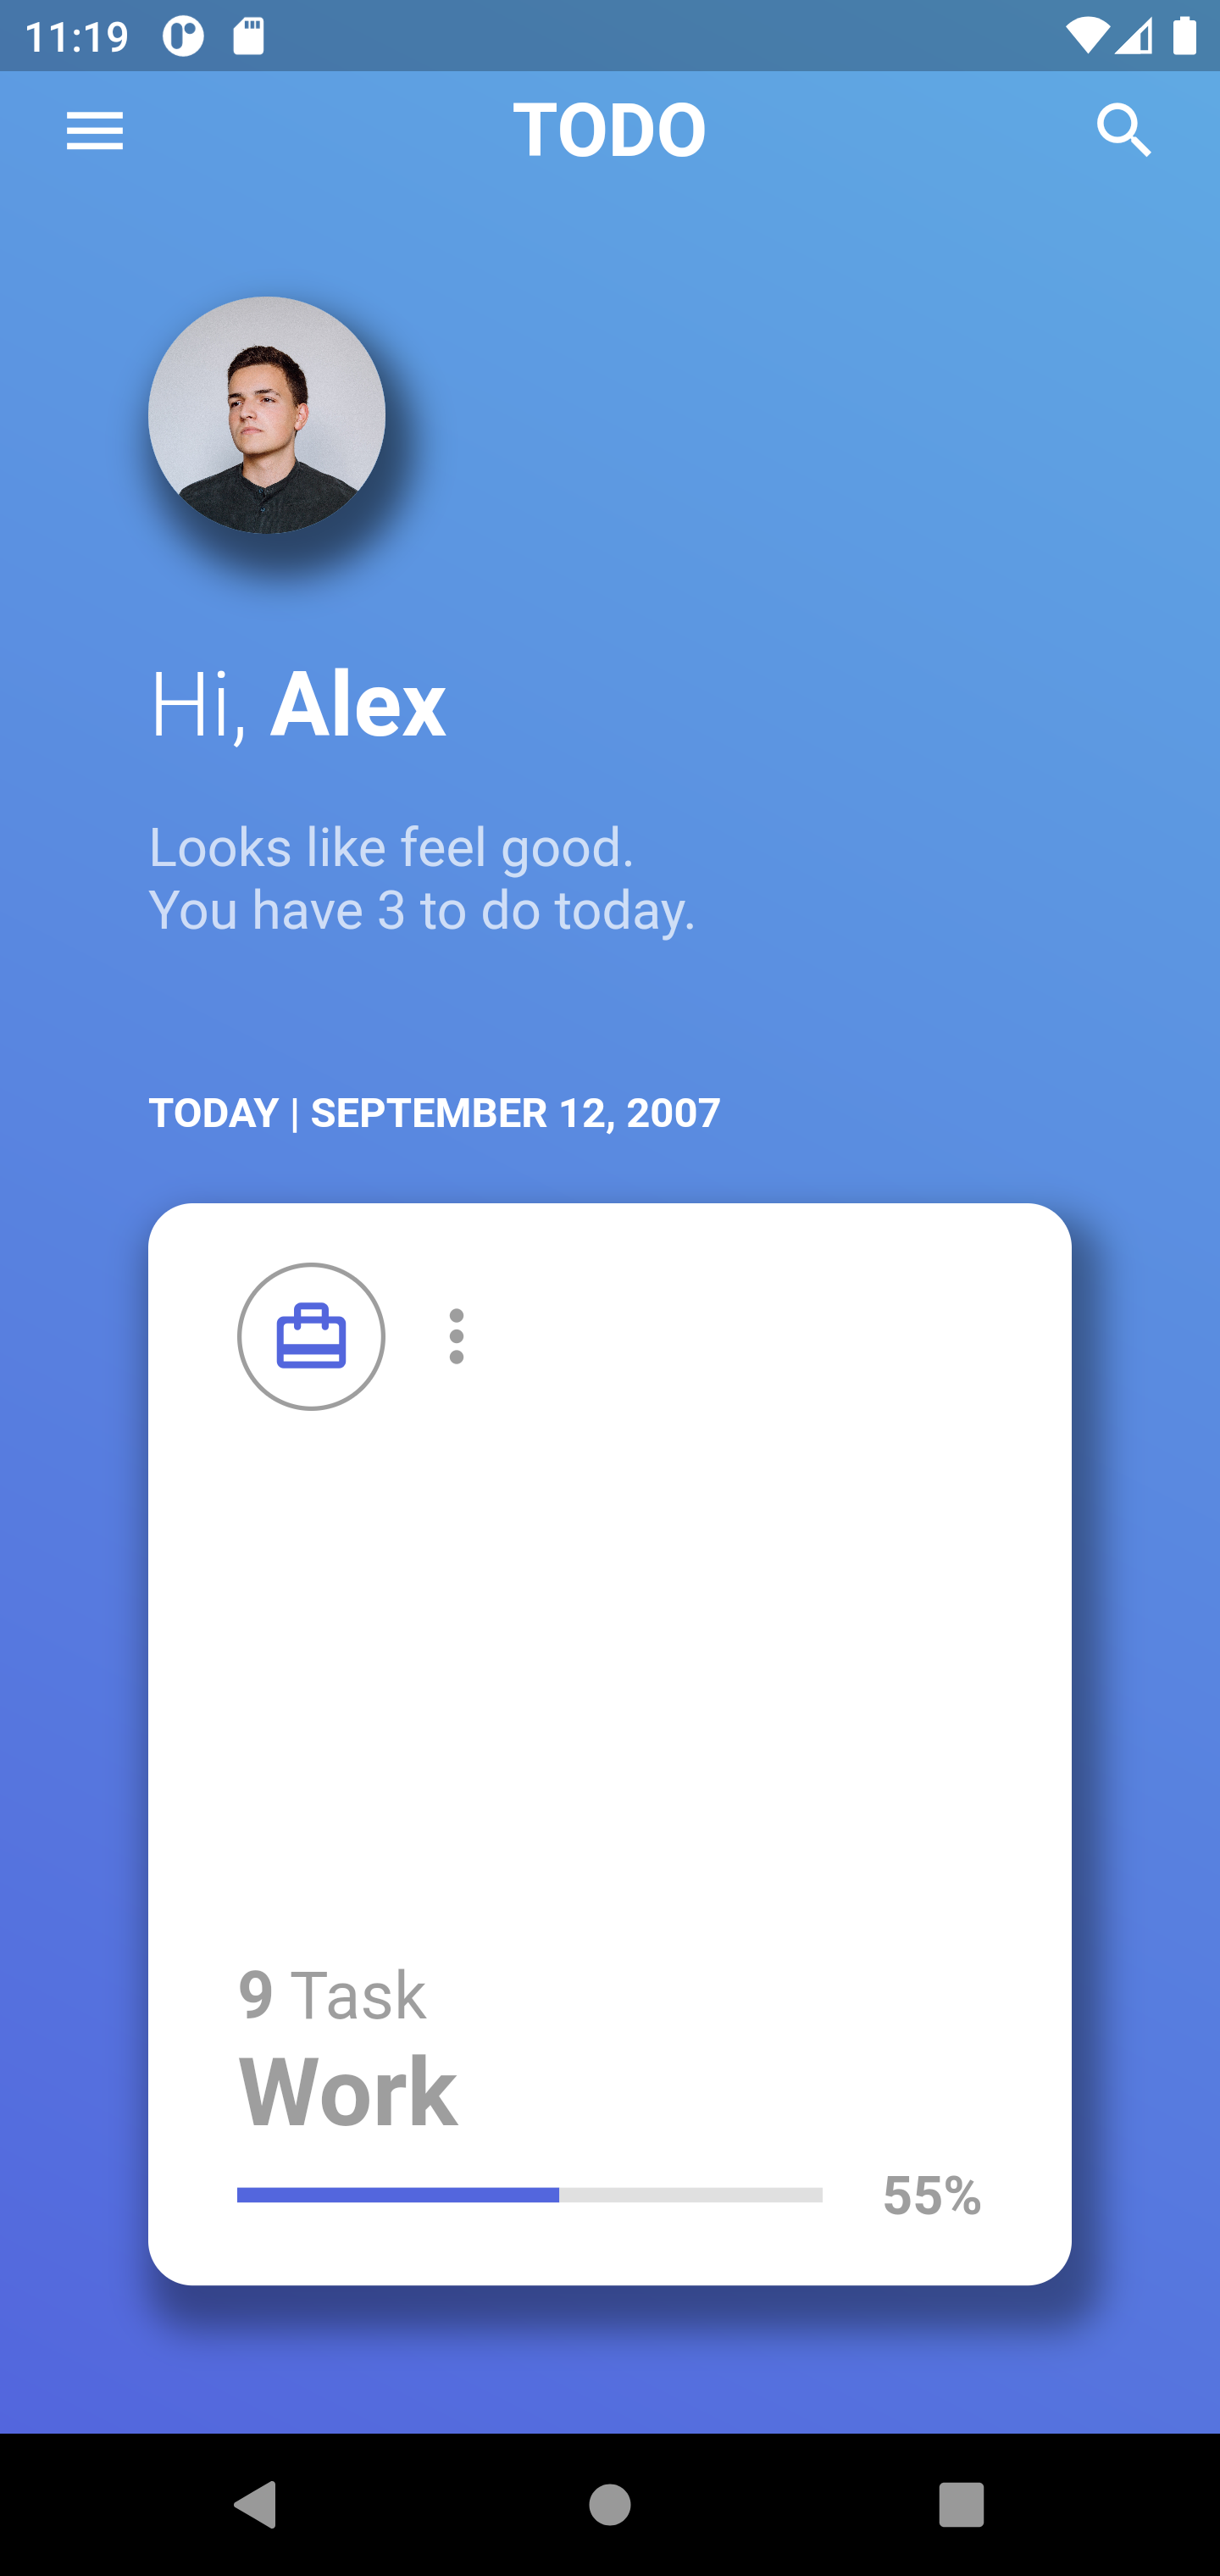 11:19
TODO
Hi, Alex
Looks like feel good.
You have 3 to do today.
TODAY | SEPTEMBER 12, 2007
9 Task
Work
55%